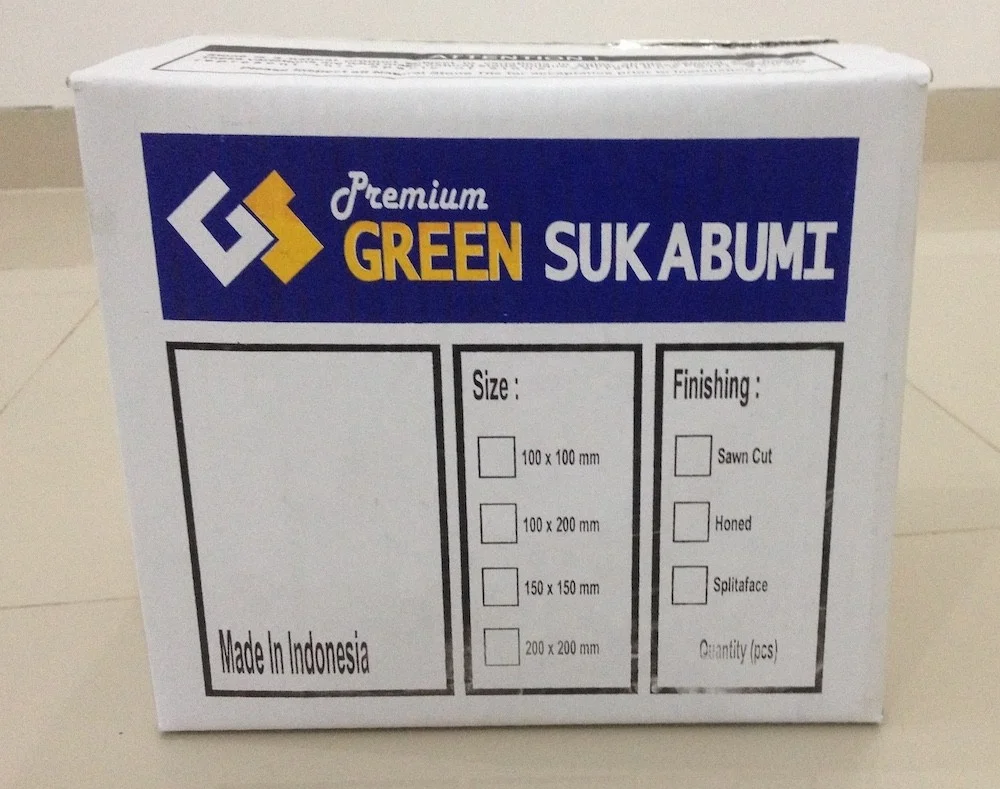 ATTENTION !
Premium
GREEN SUKABUMI
Made In Indonesia
Size :
100 x 100 mm
100 x 200 mm
150 x 150 mm
200 x 200 mm
Finishing :
Sawn Cut
Honed
Splitaface
Quantity (pcs)